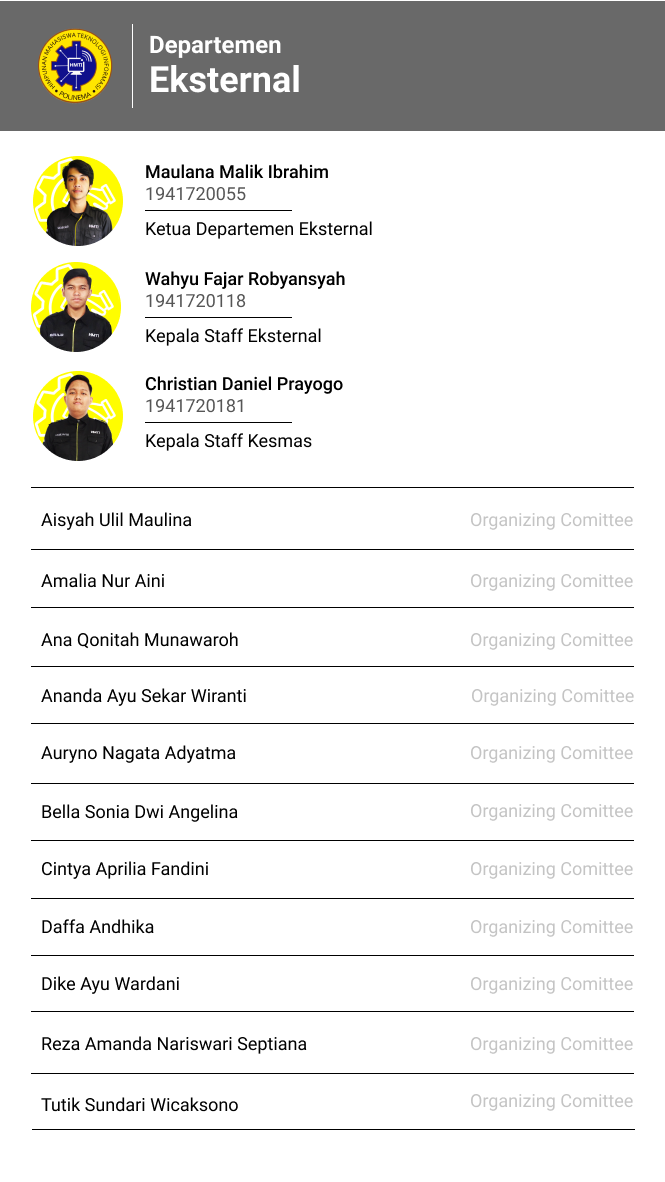 HIMPUNAN MAHASISWA TEKNOLOGI INFORMASI
HMTI
POLINEMA
Departemen
Eksternal
Maulana Malik Ibrahim
1941720055
Ketua Departemen Eksternal
HMTI
Wahyu Fajar Robyansyah
1941720118
Kepala Staff Eksternal
HMTI
Christian Daniel Prayogo
1941720181
Kepala Staff Kesmas
HMTI
Aisyah Ulil Maulina Organizing Comittee
Amalia Nur Aini Organizing Comittee
Ana Qonitah Munawaroh Organizing Comittee
Ananda Ayu Sekar Wiranti Organizing Comittee
Auryno Nagata Adyatma Organizing Comittee
Bella Sonia Dwi Angelina Organizing Comittee
Cintya Aprilia Fandini Organizing Comittee
Daffa Andhika Organizing Comittee
Dike Ayu Wardani Organizing Comittee
Reza Amanda Nariswari Septiana Organizing Comittee
Tutik Sundari Wicaksono Organizing Comittee